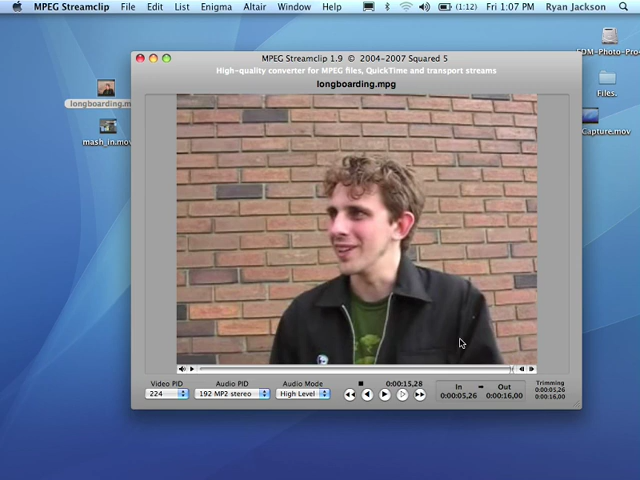 MPEG Streamclip File Edit List Enigma Altair Window Help (1:12) Fri 1:07 PM Ryan Jackson
MPEG Streamclip 1.9 © 2004-2007 Squared 5
High-quality converter for MPEG files, QuickTime and transport streams
longboarding.mpg
longboarding.m
mash_in.mov
Files.
Capture.mov
Video PID
224
Audio PID
192 MP2 stereo
Audio Mode
High Level
0:00:15,28
In
0:00:05,26
Out
0:00:16,00
Trimming
0:00:05,26
0:00:16,00